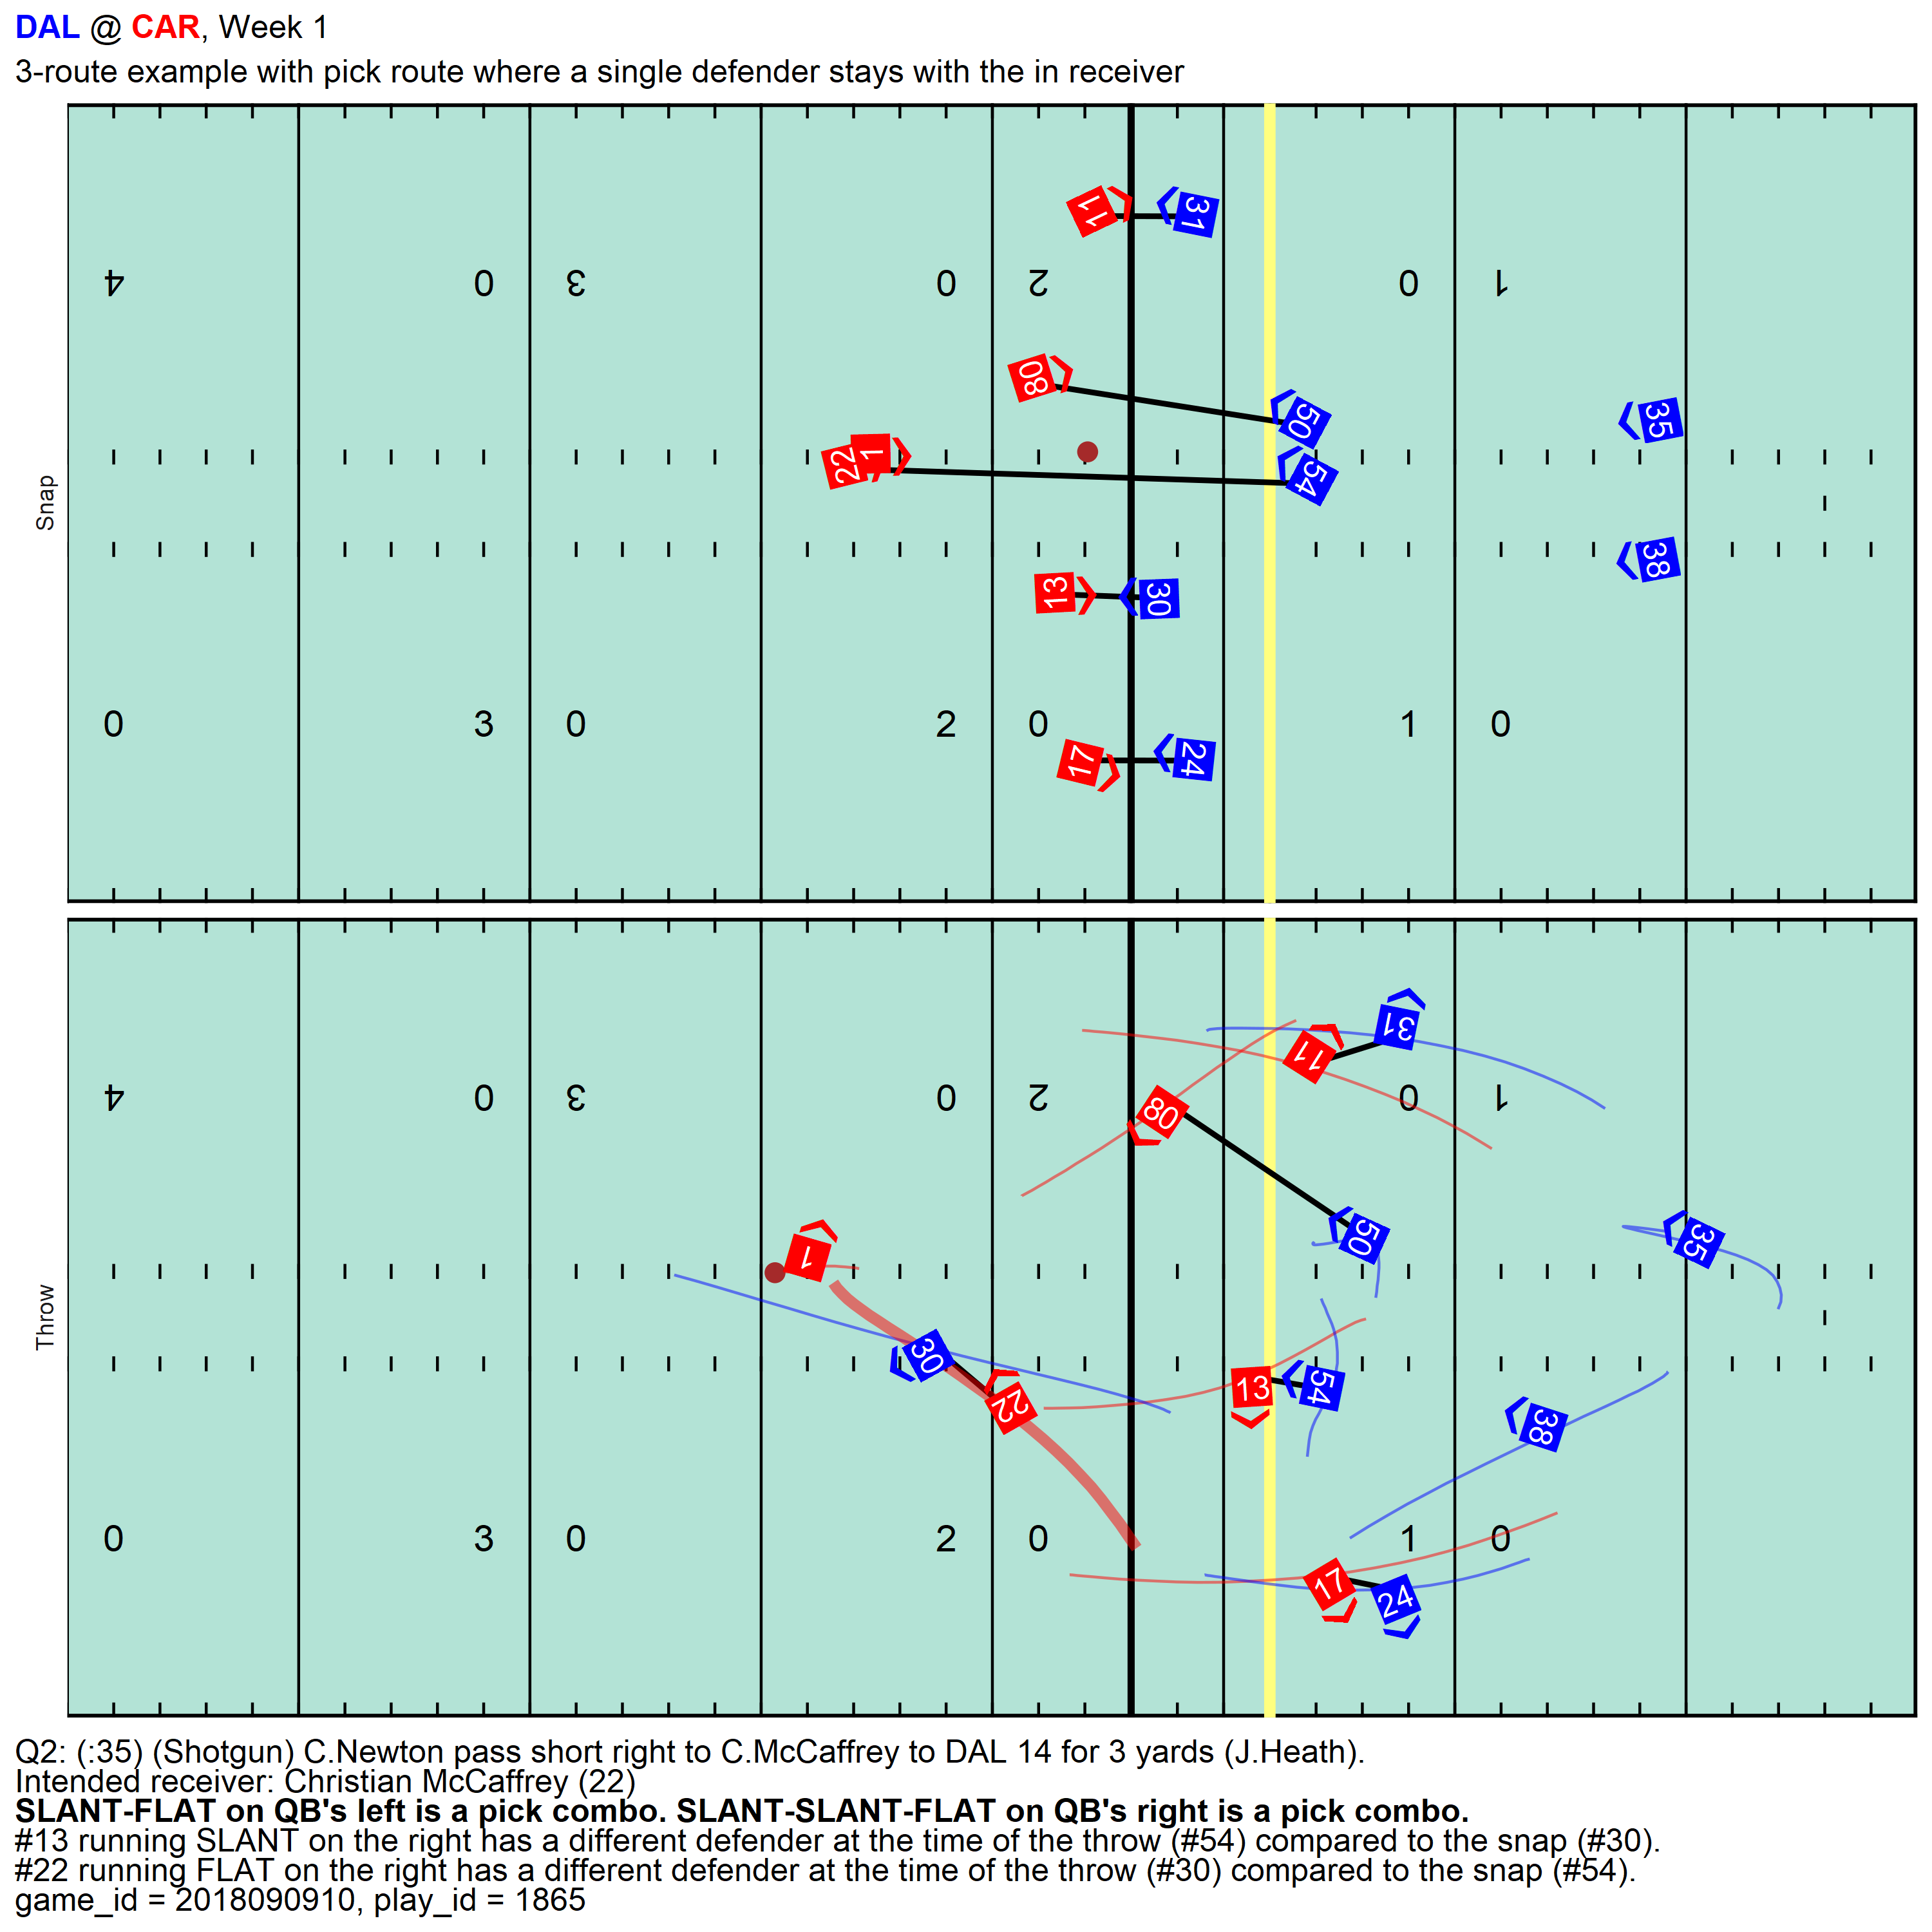 DAL @ CAR, Week 1
3-route example with pick route where a single defender stays with the in receiver
11 31
4 0 3 0 2 0 1
80 50 35
22 1 54
Snap
13 30 38
0 3 0 2 0 1 0
17 24
31
11
4 0 3 0 2 0 1
80
1 50 35
Throw
30 22 13 54 38
0 3 0 2 0 1 0
17 24
Q2: (:35) (Shotgun) C.Newton pass short right to C.McCaffrey to DAL 14 for 3 yards (J.Heath).
Intended receiver: Christian McCaffrey (22)
SLANT-FLAT on QB's left is a pick combo. SLANT-SLANT-FLAT on QB's right is a pick combo.
#13 running SLANT on the right has a different defender at the time of the throw (#54) compared to the snap (#30).
#22 running FLAT on the right has a different defender at the time of the throw (#30) compared to the snap (#54).
game_id = 2018090910, play_id = 1865